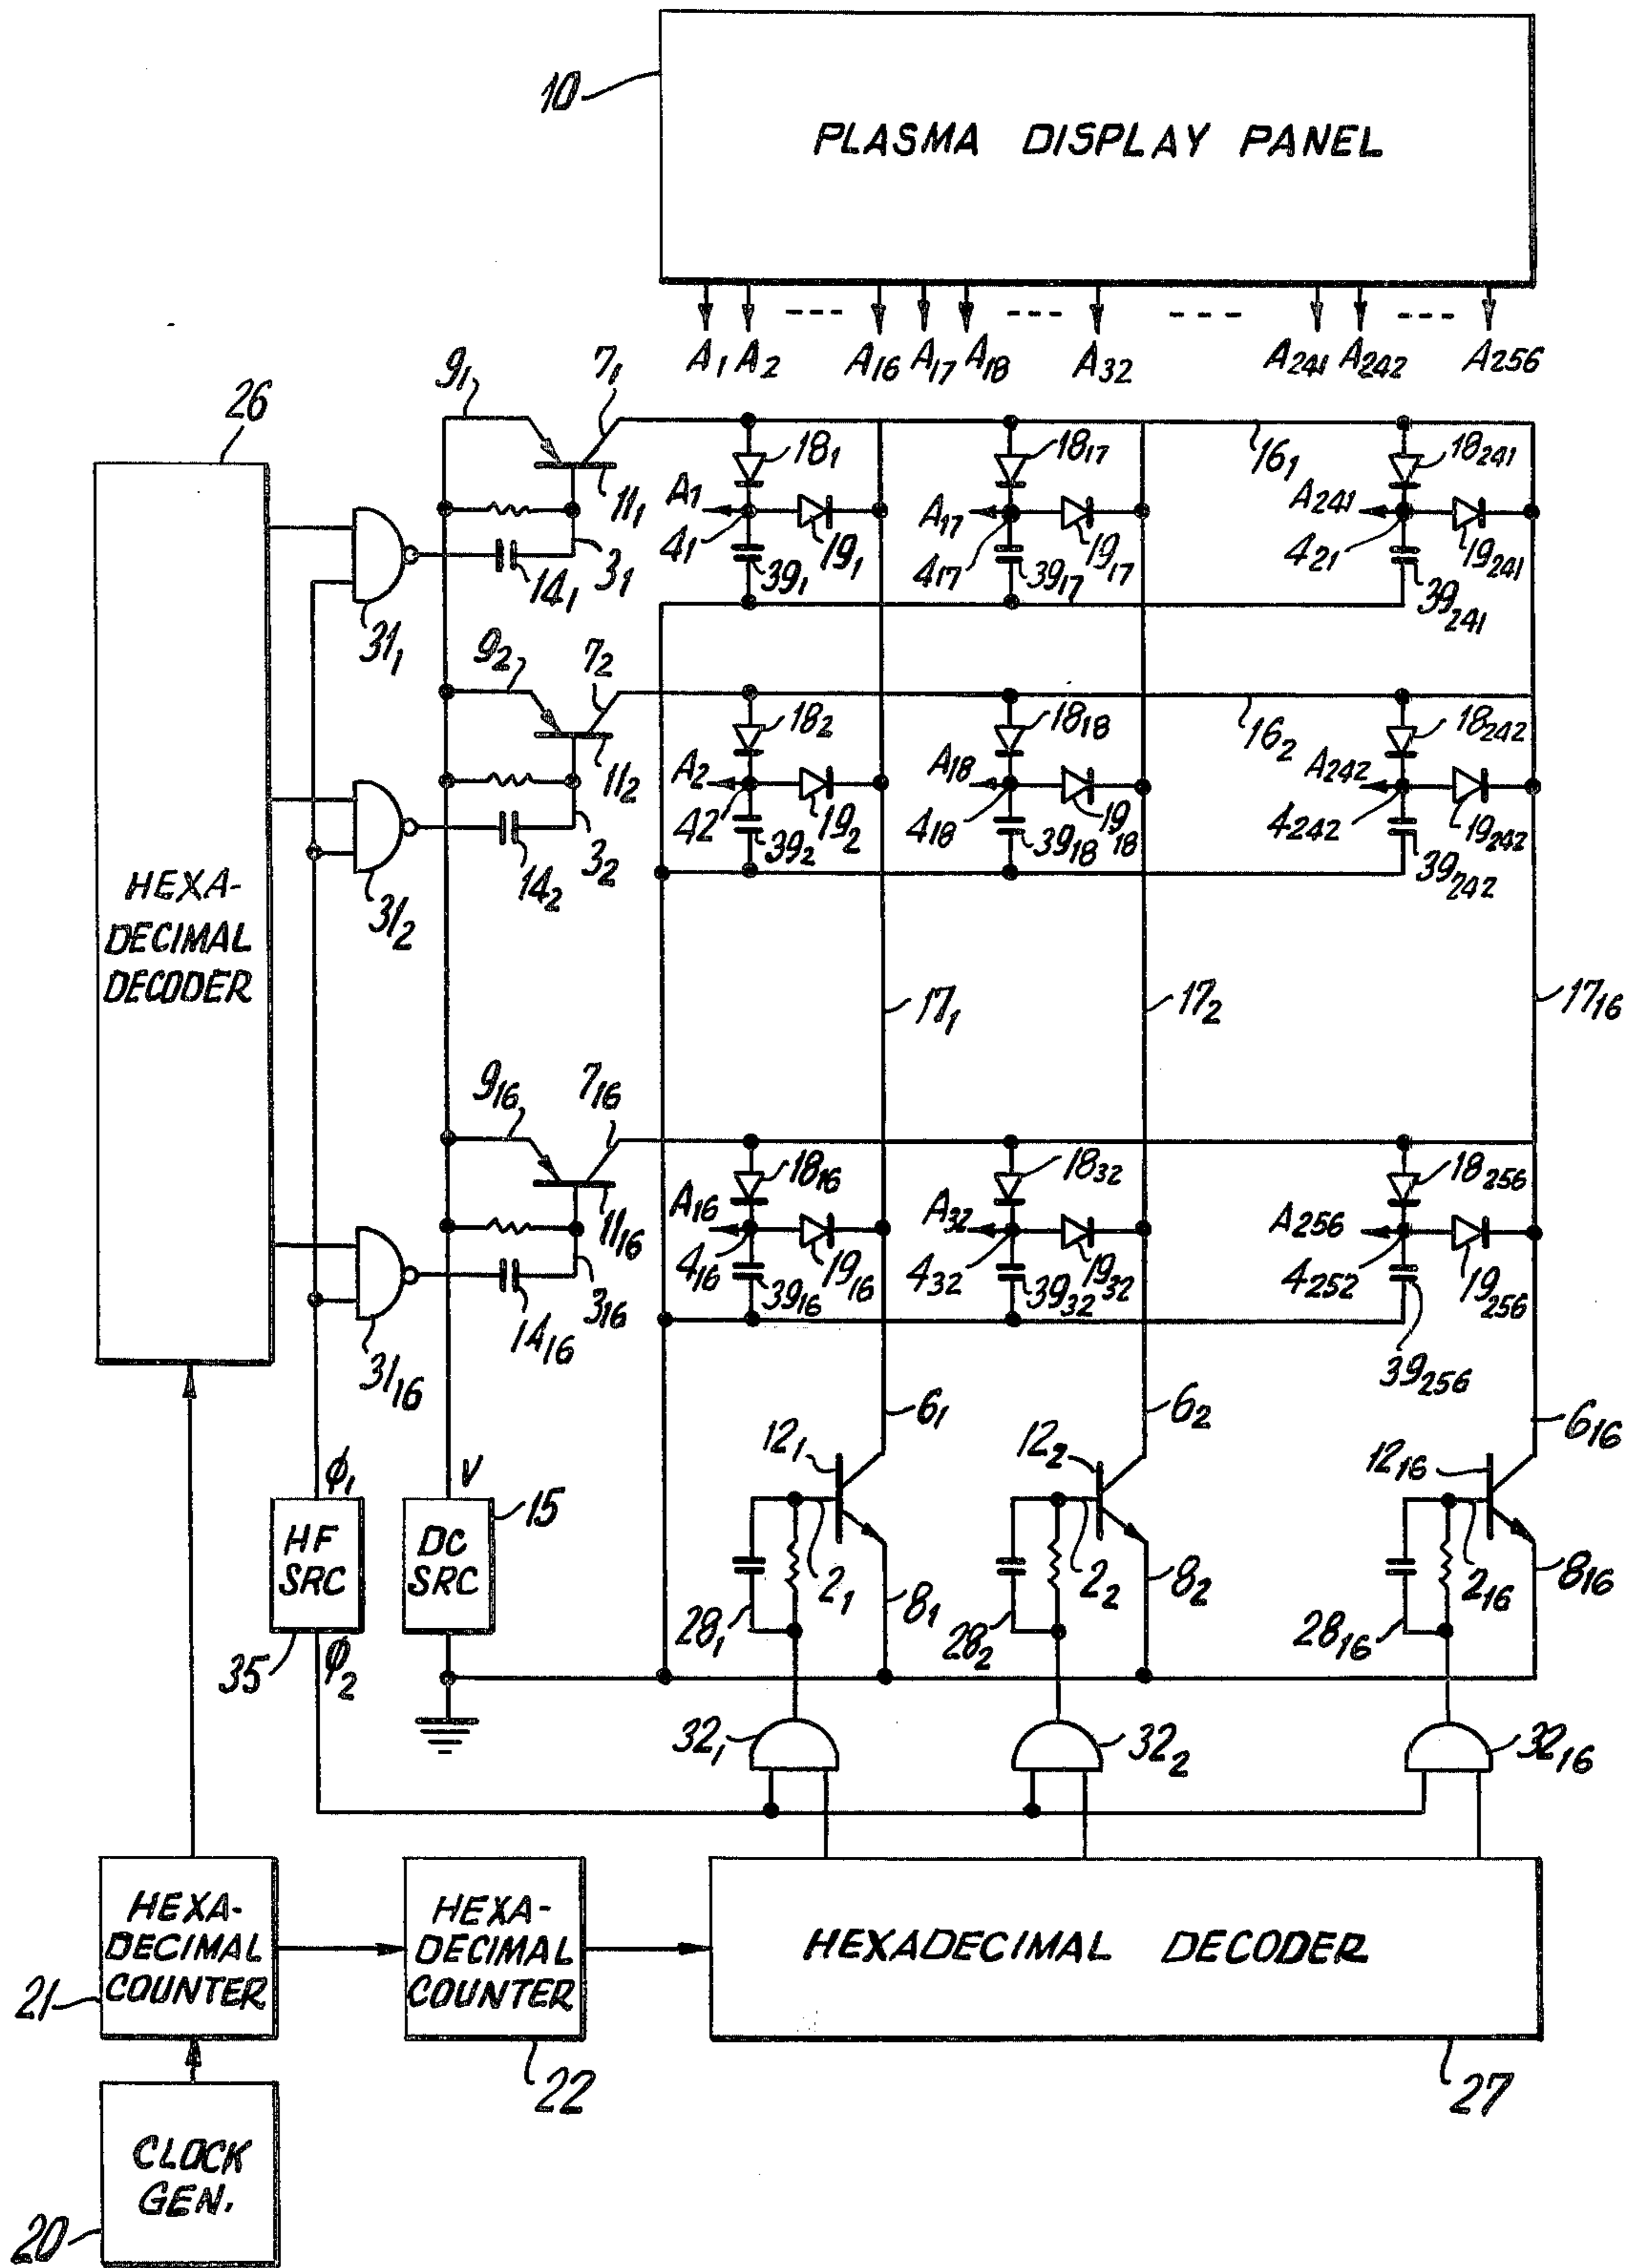 10
PLASMA DISPLAY PANEL
A1 A2 ---- A16 A17 A18 ---- A32 ---- A241 A242 ---- A256
26
HEXA-
DECIMAL
DECODER
9₁ 7₁ 18₁ 18₁₇ 16₁ 18₂₄₁
A1 11₁ A17 A241
31₁ 14₁ 3₁ 4₁ 39₁ 19₁ 4₁₇ 39₁₇ 19₁₇ 4₂₁ 39₂₄₁ 19₂₄₁
9₂ 7₂ 18₂ 18₁₈ 16₂ 18₂₄₂
A2 11₂ A18 A242
31₂ 14₂ 3₂ 42 39₂ 19₂ 4₁₈ 39₁₈ 19₁₈ 4₂₄₂ 39₂₄₂ 19₂₄₂
17₁ 17₂ 17₁₆
9₁₆ 7₁₆ 18₁₆ 18₃₂ 18₂₅₆
A16 11₁₆ A32 A256
31₁₆ 14₁₆ 3₁₆ 4₁₆ 39₁₆ 19₁₆ 4₃₂ 39₃₂ 19₃₂ 4₂₅₂ 39₂₅₆ 19₂₅₆
6₁ 6₂ 6₁₆
12₁ 12₂ 12₁₆
ϕ₁ V
HF
SRC
35
ϕ₂
DC
SRC
15
28₁ 2₁ 8₁ 28₂ 2₂ 8₂ 28₁₆ 2₁₆ 8₁₆
32₁ 32₂ 32₁₆
HEXA-
DECIMAL
COUNTER
21
HEXA-
DECIMAL
COUNTER
22
HEXADECIMAL DECODER
27
CLOCK
GEN.
20